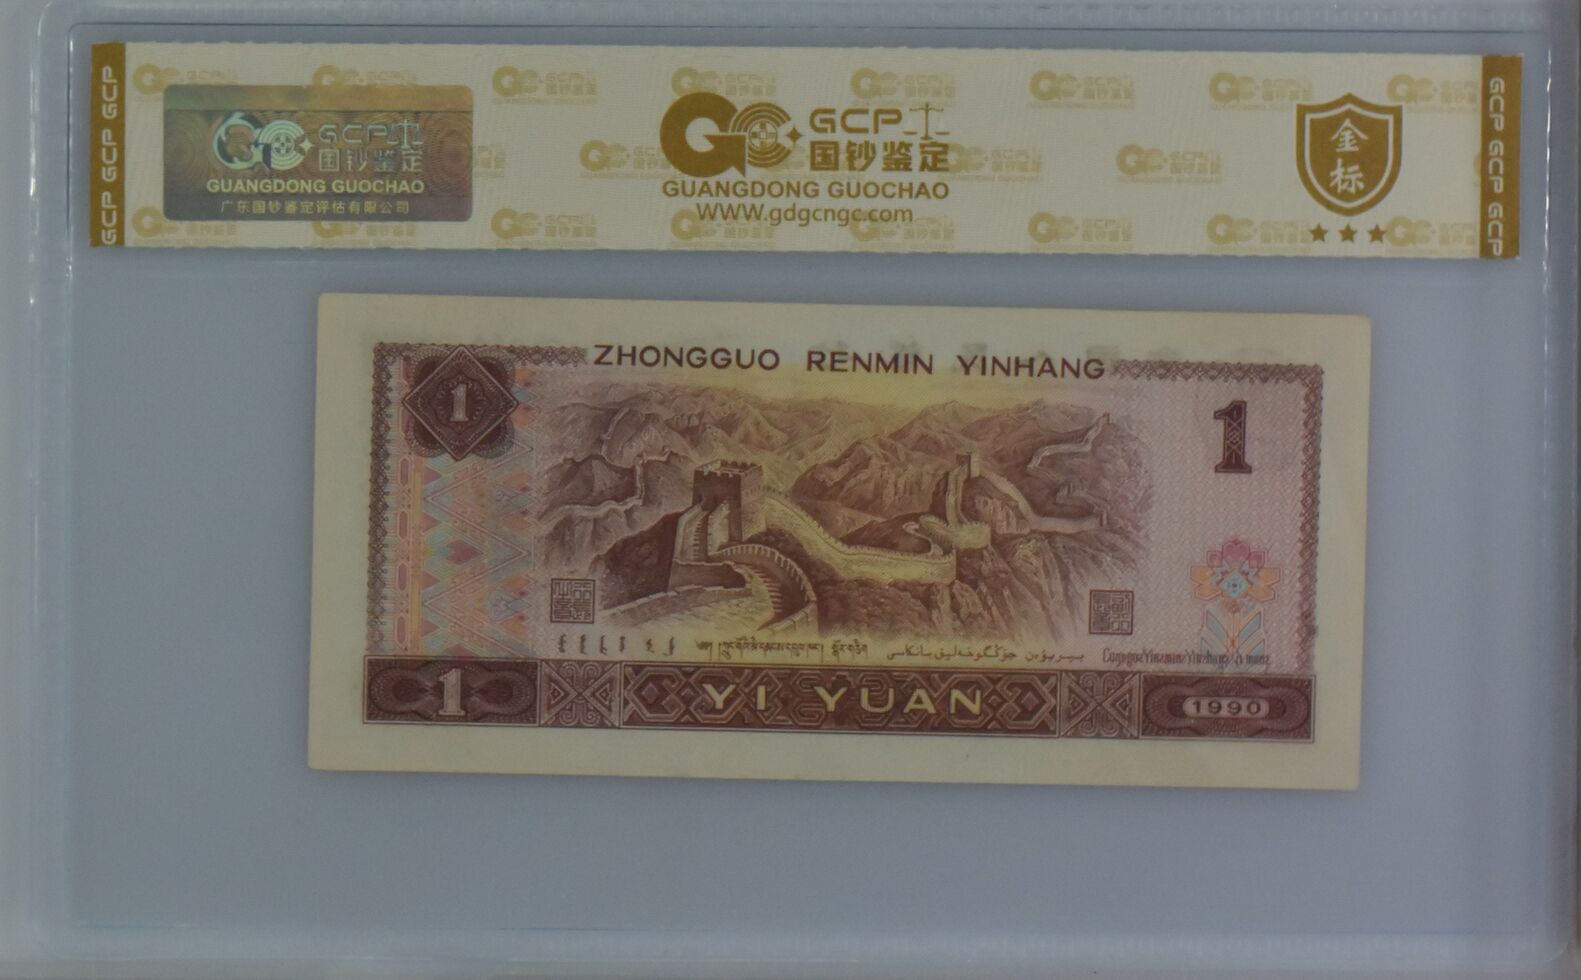 GCP GCP GCP
GCP
国钞鉴定
GUANGDONG GUOCHAO
广东国钞鉴定评估有限公司
GCP
国钞鉴定
GUANGDONG GUOCHAO
WWW.gdgcngc.com
金
标
GCP GCP GCP
ZHONGGUO RENMIN YINHANG
1
1
1
YI YUAN
1990